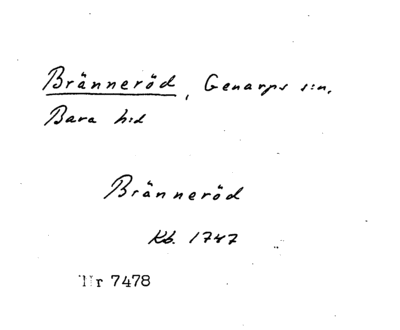 Bränneröd, Genarps s:n,
Bara h:d
Bränneröd
Kb. 1747
Nr 7478